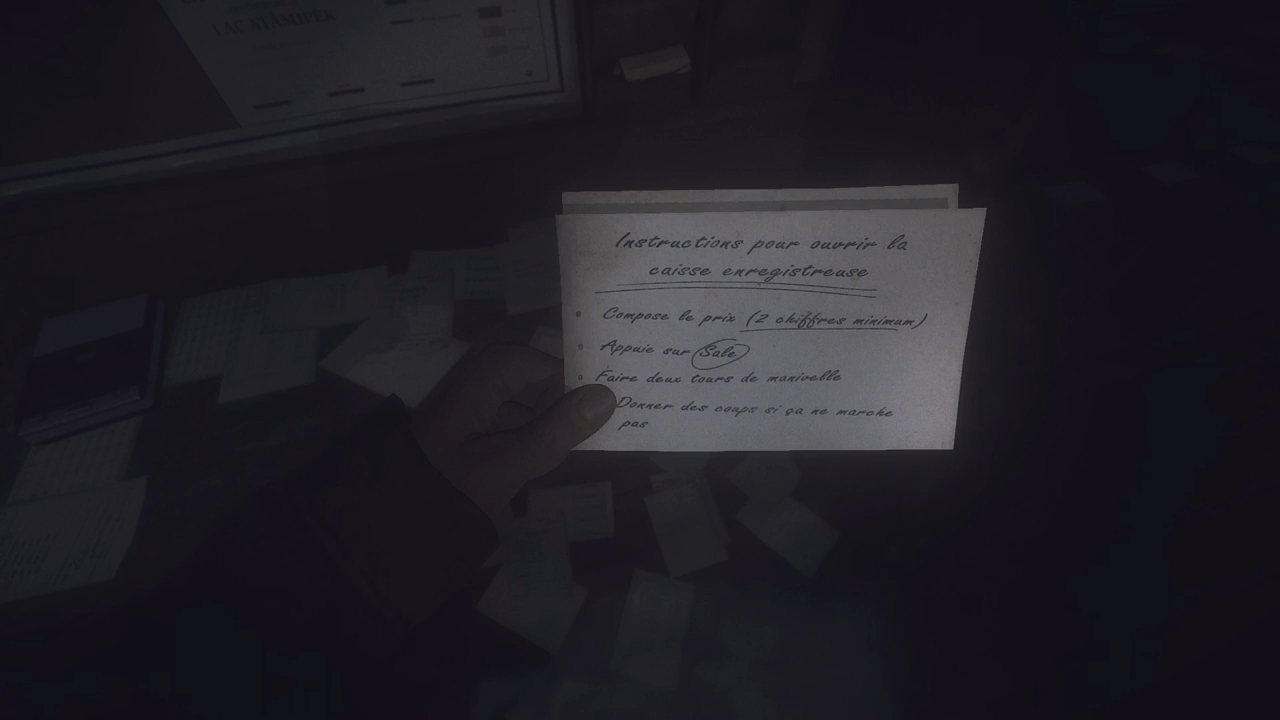 LAC ATÂMIPEK
Instructions pour ouvrir la
caisse enregistreuse
Compose le prix (2 chiffres minimum)
Appuie sur Sale
Faire deux tours de manivelle
Donner des coups si ça ne marche
pas